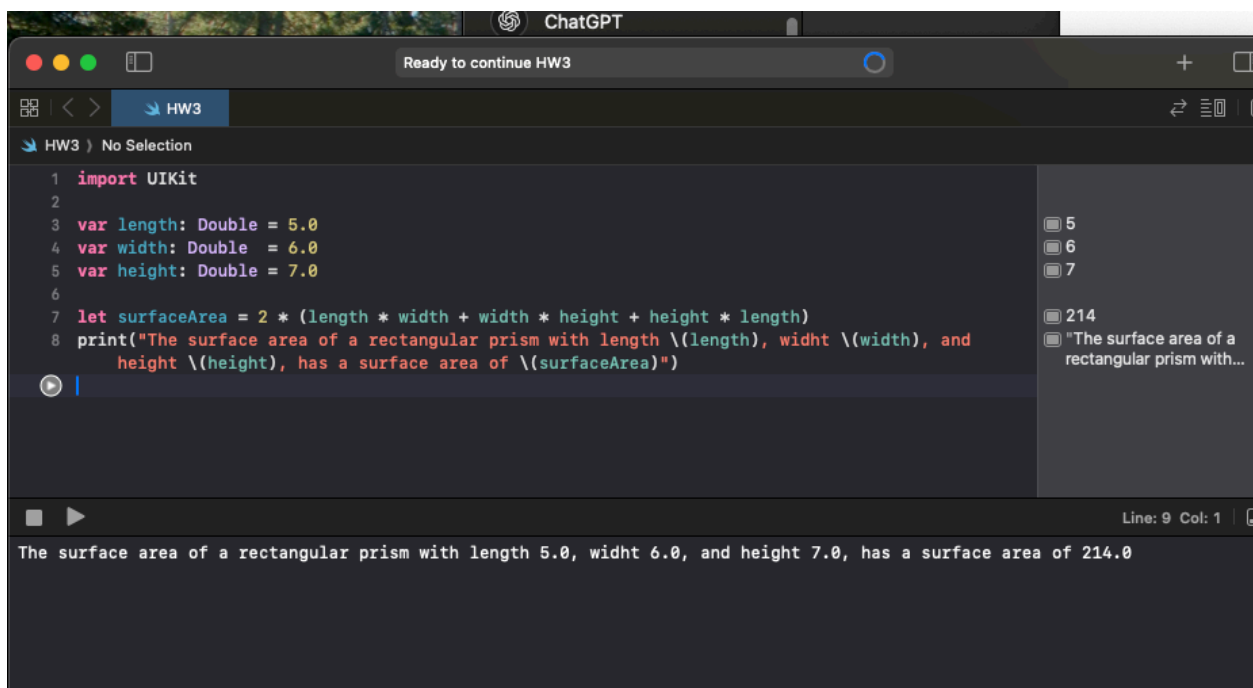 ChatGPT
Ready to continue HW3
HW3
HW3 〉 No Selection
1 import UIKit
2
3 var length: Double = 5.0
5
4 var width: Double  = 6.0
6
5 var height: Double = 7.0
7
6
7 let surfaceArea = 2 * (length * width + width * height + height * length)
214
8 print("The surface area of a rectangular prism with length \(length), widht \(width), and
height \(height), has a surface area of \(surfaceArea)")
"The surface area of a
rectangular prism with...
Line: 9 Col: 1
The surface area of a rectangular prism with length 5.0, widht 6.0, and height 7.0, has a surface area of 214.0